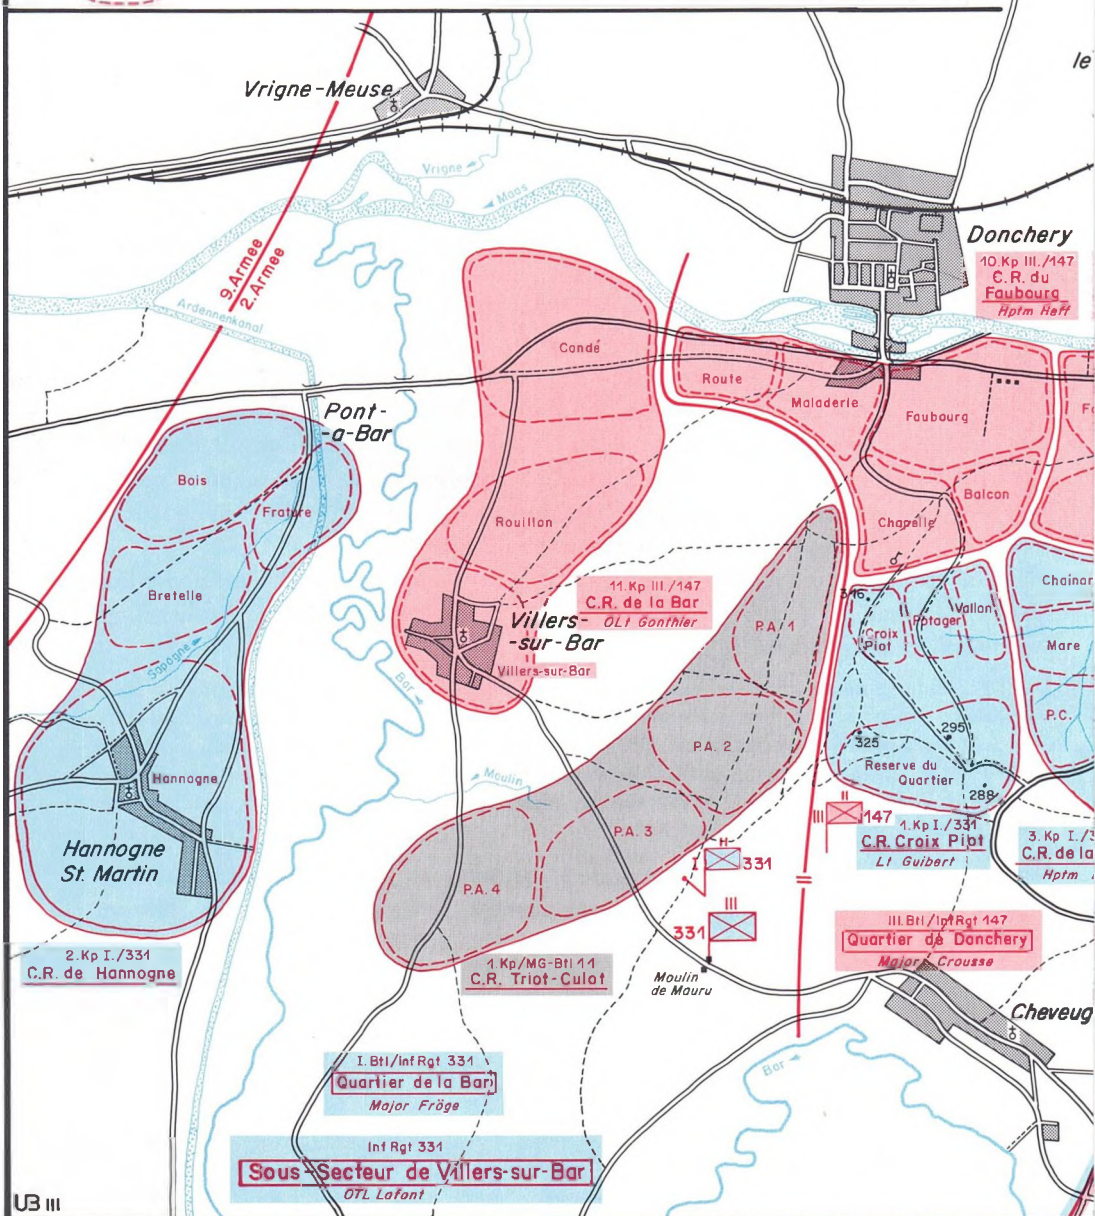 le
Vrigne-Meuse
Vrigne
Maas
9. Armee
2. Armee
Ardennenkanal
Donchery
10.Kp III./147
C.R. du
Faubourg
Hptm Haff
Condé
Route
Maladerie
Faubourg
Pont-
-a-Bar
Bois
Frature
Balcon
Chapelle
Rouillon
Bretelle
11.Kp III./147
C.R. de la Bar
OLt Gonthier
Villers-
-sur-Bar
Villers-sur-Bar
P.A. 1
346
Croix
Piot
Potager
Vallon
Chainar
Mare
P.C.
Sapogne
Bar
P.A. 2
325
295
Reserve du
Quartier
288
Hannogne
Moulin
P.A. 3
II
III
147
1.Kp I./331
C.R. Croix Piot
Lt Guibert
3. Kp I./3
C.R. de la
Hptm
Hannogne
St. Martin
P.A. 4
I
331
III
331
2.Kp I./331
C.R. de Hannogne
1.Kp/MG-Btl 11
C.R. Triot-Culot
Moulin
de Mauru
III.Btl/InfRgt 147
Quartier de Donchery
Major Crousse
Cheveug
I. Btl/InfRgt 331
Quartier de la Bar
Major Fröge
Bar
Inf Rgt 331
Sous-Secteur de Villers-sur-Bar
OTL Lafont
UB III